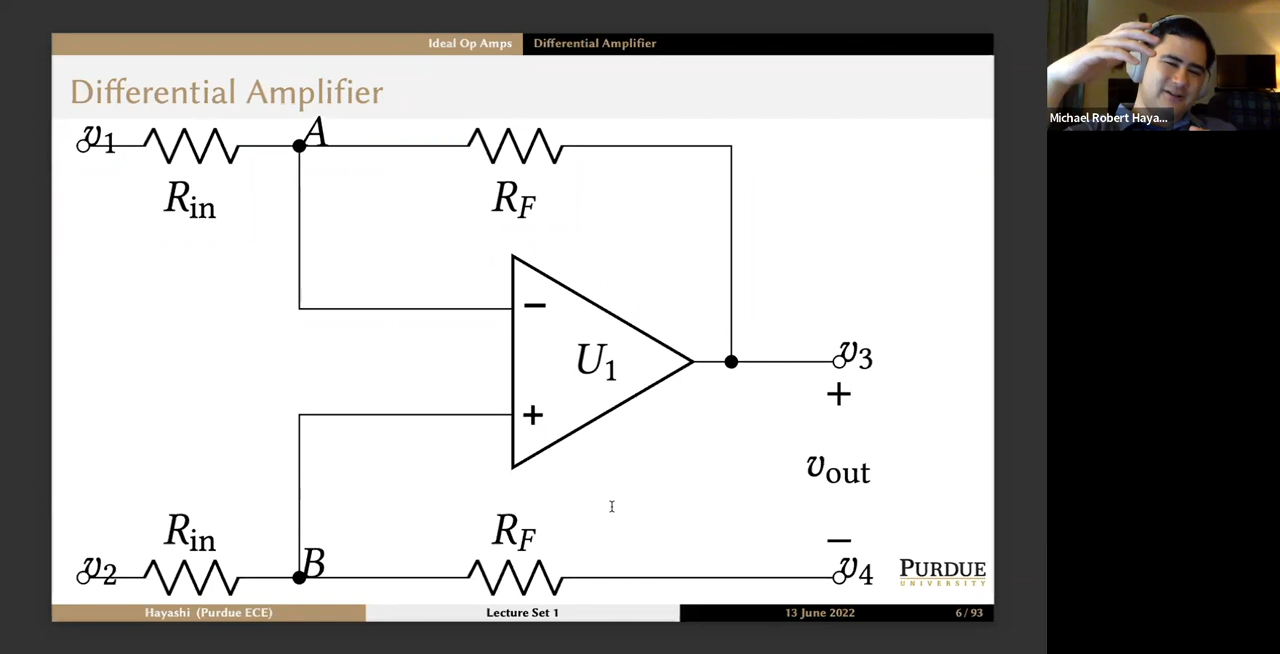 Ideal Op Amps Differential Amplifier
Differential Amplifier
v1 A
Rin RF
− U1
v3
+
+
vout
Rin RF −
v2 B v4
PURDUE
UNIVERSITY
Hayashi (Purdue ECE) Lecture Set 1 13 June 2022 6 / 93
Michael Robert Haya...